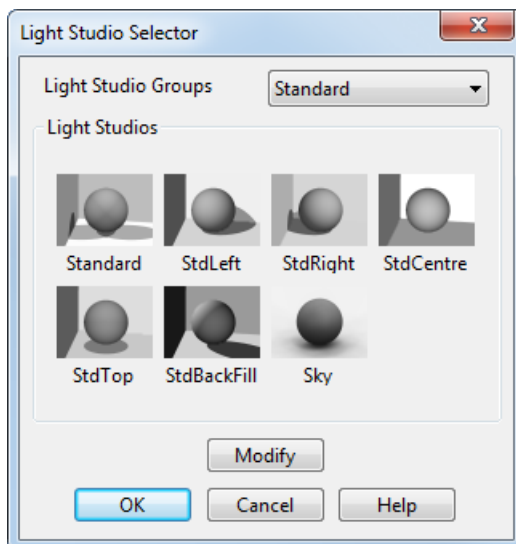 Light Studio Selector
Light Studio Groups Standard
Light Studios
Standard StdLeft StdRight StdCentre
StdTop StdBackFill Sky
Modify
OK Cancel Help